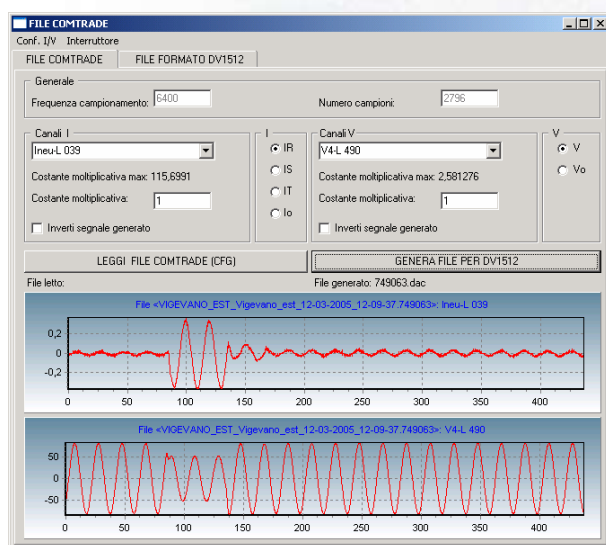 FILE COMTRADE
Conf. I/V Interruttore
FILE COMTRADE FILE FORMATO DV1512
Generale
Frequenza campionamento: 6400 Numero campioni: 2796
Canali I I Canali V V
Ineu-L 039 IR V4-L 490 V
Costante moltiplicativa max: 115,6991 IS Costante moltiplicativa max: 2,581276 Vo
Costante moltiplicativa: 1 IT Costante moltiplicativa: 1
Inverti segnale generato Io Inverti segnale generato
LEGGI FILE COMTRADE (CFG) GENERA FILE PER DV1512
File letto: File generato: 749063.dac
File <VIGEVANO_EST_Vigevano_est_12-03-2005_12-09-37.749063>: Ineu-L 039
0,2
0
-0,2
0 50 100 150 200 250 300 350 400
File <VIGEVANO_EST_Vigevano_est_12-03-2005_12-09-37.749063>: V4-L 490
50
0
-50
0 50 100 150 200 250 300 350 400